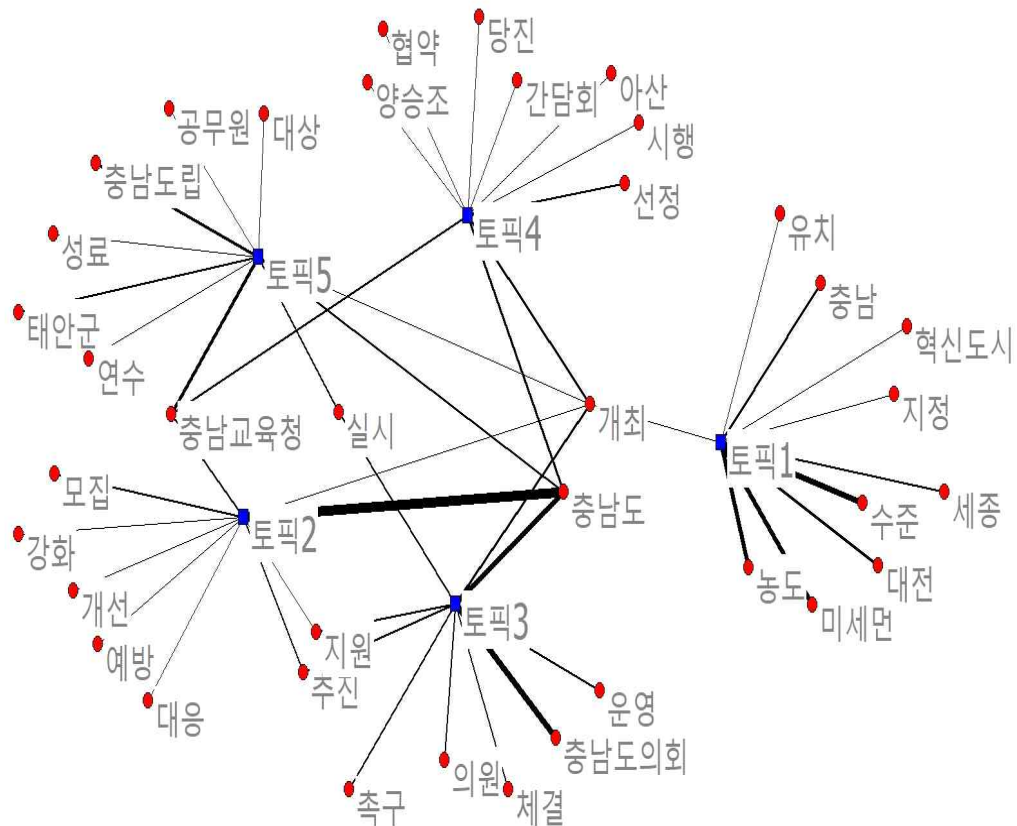 당진
협약
양승조
간담회
아산
공무원
대상
시행
충남도립
선정
토픽4
유치
성료
토픽5
충남
태안군
혁신도시
연수
지정
충남교육청
실시
개최
토픽1
모집
충남도
수준
세종
토픽2
강화
농도
대전
개선
토픽3
미세먼
지원
예방
추진
대응
운영
충남도의회
의원
촉구
체결